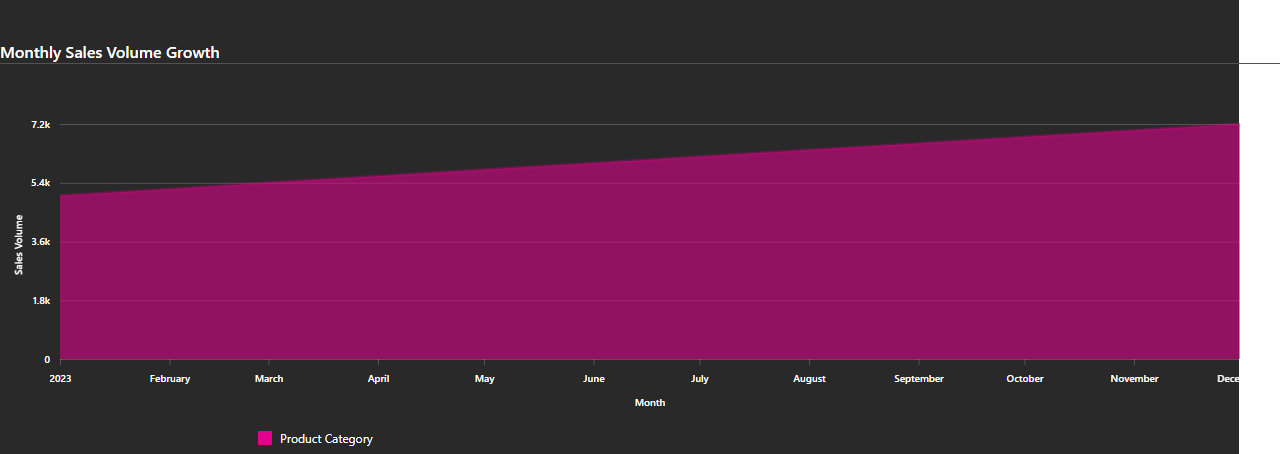 Monthly Sales Volume Growth
7.2k
5.4k
3.6k
1.8k
0
Sales Volume
2023 February March April May June July August September October November Dece
Month
Product Category